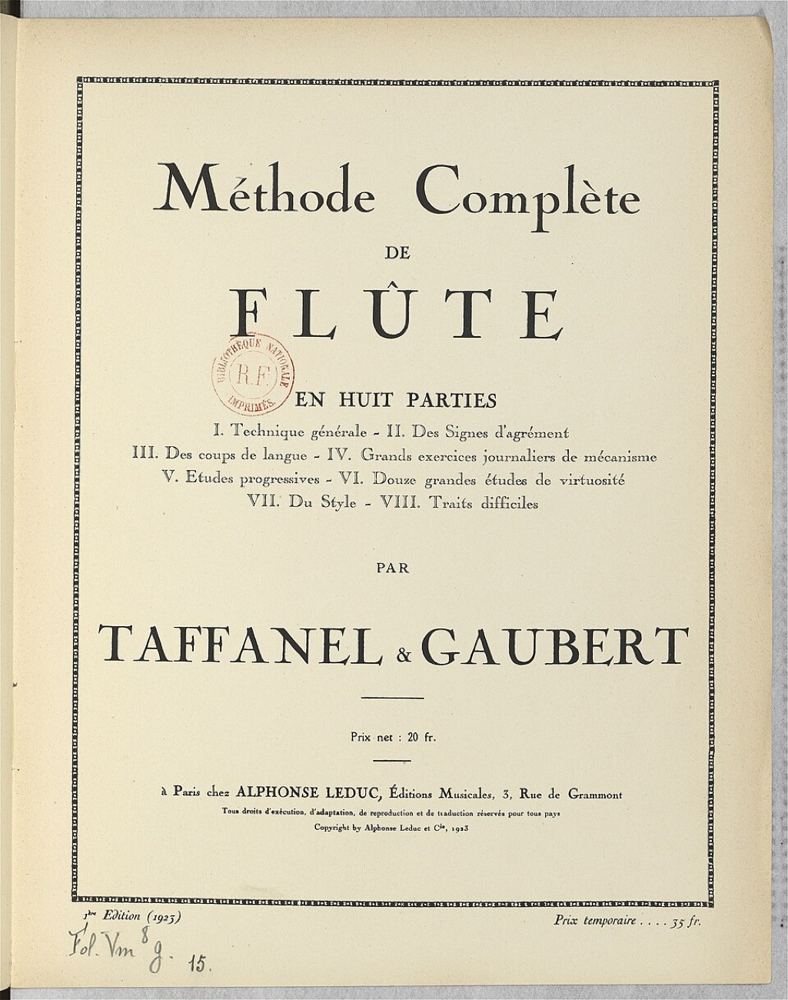 Méthode Complète
DE
FLÛTE
BIBLIOTHÈQUE NATIONALE
R.F.
IMPRIMÉS.
EN HUIT PARTIES
I. Technique générale - II. Des Signes d'agrément
III. Des coups de langue - IV. Grands exercices journaliers de mécanisme
V. Etudes progressives - VI. Douze grandes études de virtuosité
VII. Du Style - VIII. Traits difficiles
PAR
TAFFANEL & GAUBERT
Prix net : 20 fr.
à Paris chez ALPHONSE LEDUC, Éditions Musicales, 3, Rue de Grammont
Tous droits d'exécution, d'adaptation, de reproduction et de traduction réservés pour tous pays
Copyright by Alphonse Leduc et Cie, 1923
1re Edition (1923)
Prix temporaire . . . . 35 fr.
Fol. Vm 8 g. 15.